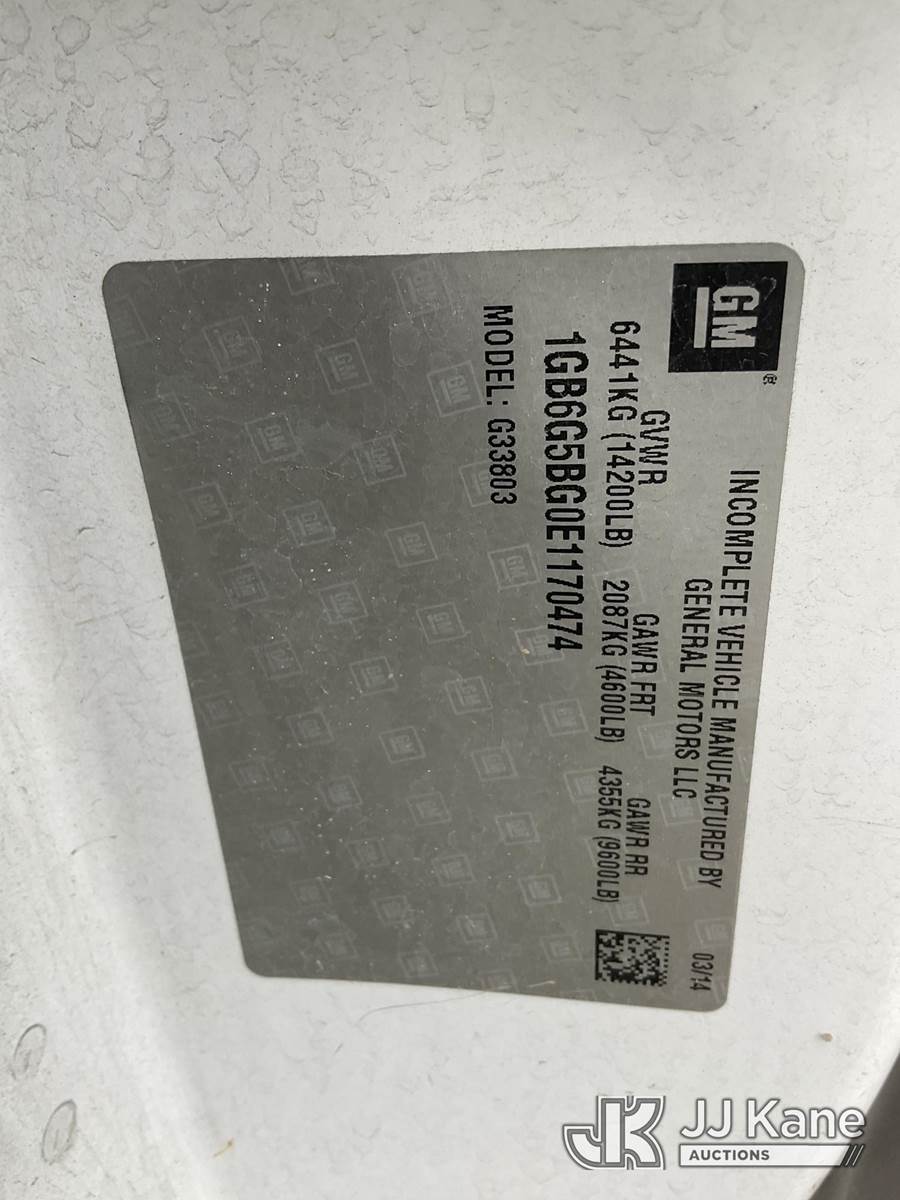 GM®
INCOMPLETE VEHICLE MANUFACTURED BY 03/14
GENERAL MOTORS LLC
GVWR GAWR FRT GAWR RR
6441KG (14200LB) 2087KG (4600LB) 4355KG (9600LB)
1GB6G5BG0E1170474
MODEL: G33803
JK JJ Kane
AUCTIONS